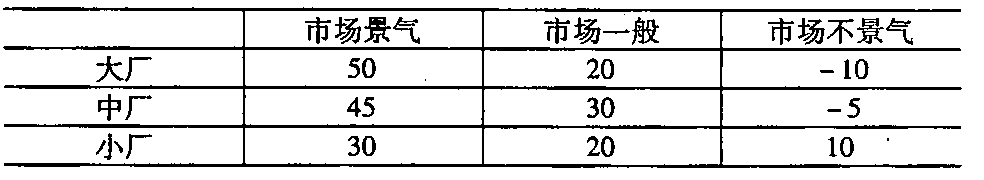 市场景气 市场一般 市场不景气
大厂 50 20 -10
中厂 45 30 -5
小厂 30 20 10